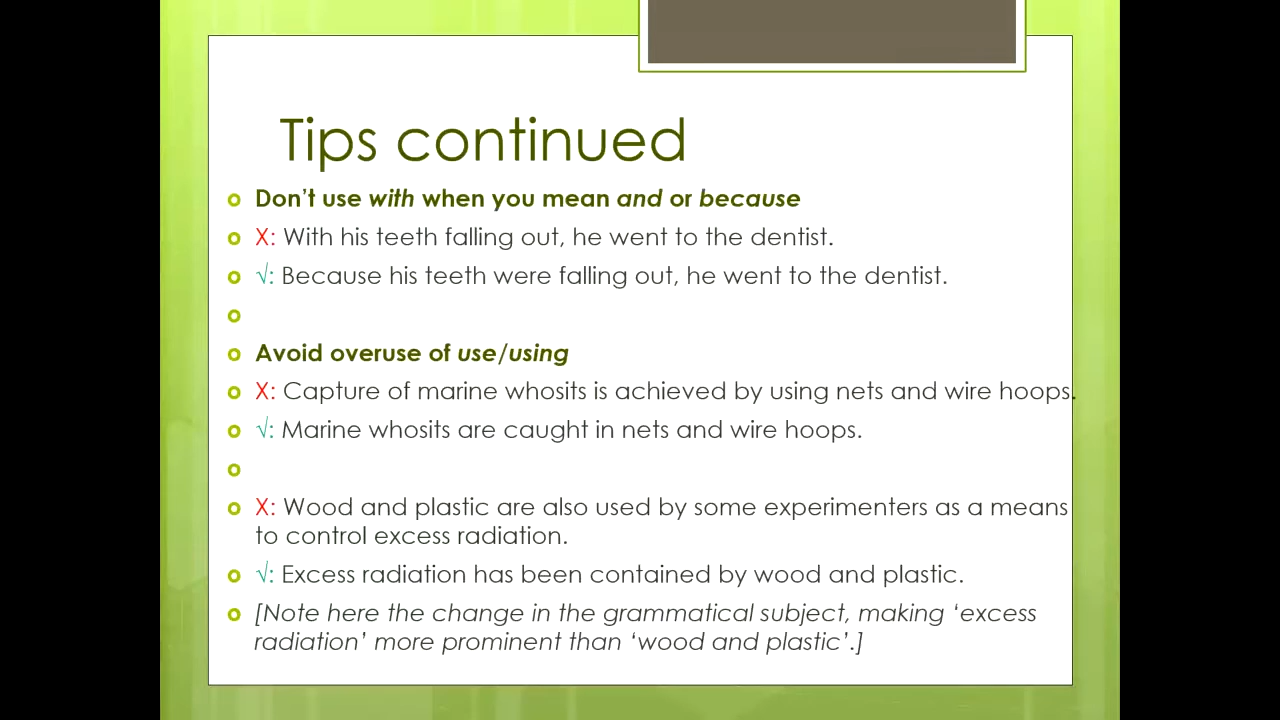 Tips continued
Don’t use with when you mean and or because
X: With his teeth falling out, he went to the dentist.
√: Because his teeth were falling out, he went to the dentist.
Avoid overuse of use/using
X: Capture of marine whosits is achieved by using nets and wire hoops.
√: Marine whosits are caught in nets and wire hoops.
X: Wood and plastic are also used by some experimenters as a means
to control excess radiation.
√: Excess radiation has been contained by wood and plastic.
[Note here the change in the grammatical subject, making ‘excess
radiation’ more prominent than ‘wood and plastic’.]